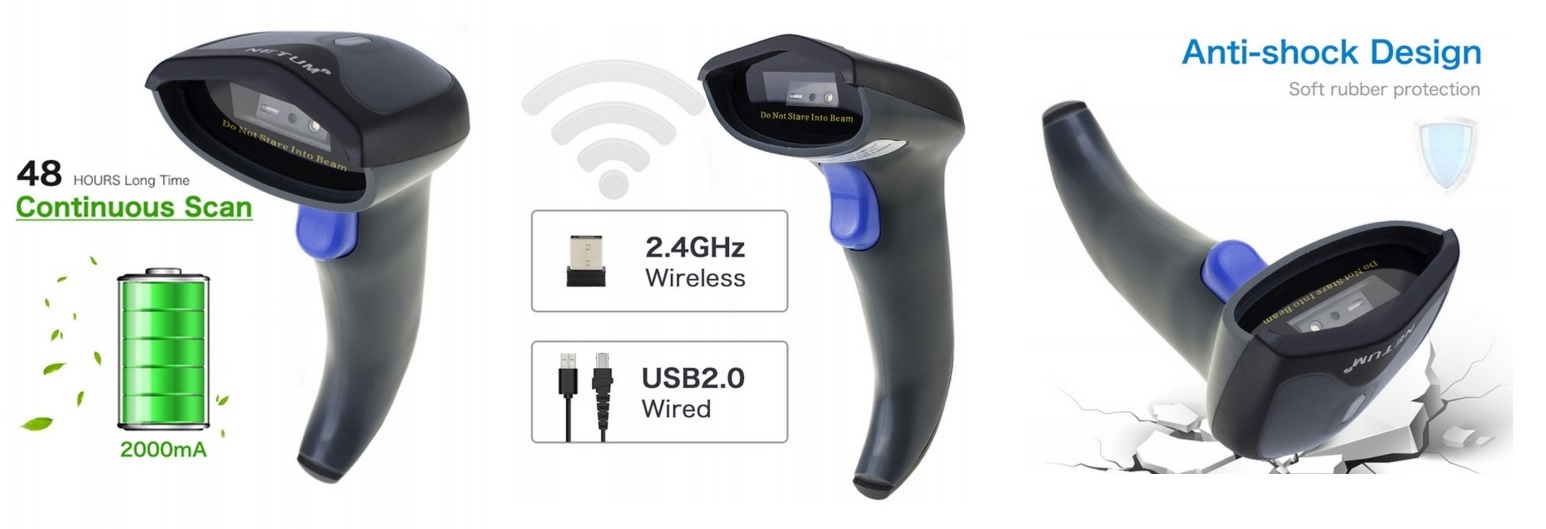 NETUM
Do Not Stare Into Beam
48 HOURS Long Time
Continuous Scan
2000mA
Do Not Stare Into Beam
2.4GHz
Wireless
USB2.0
Wired
Anti-shock Design
Soft rubber protection
Do Not Stare Into Beam
NETUM